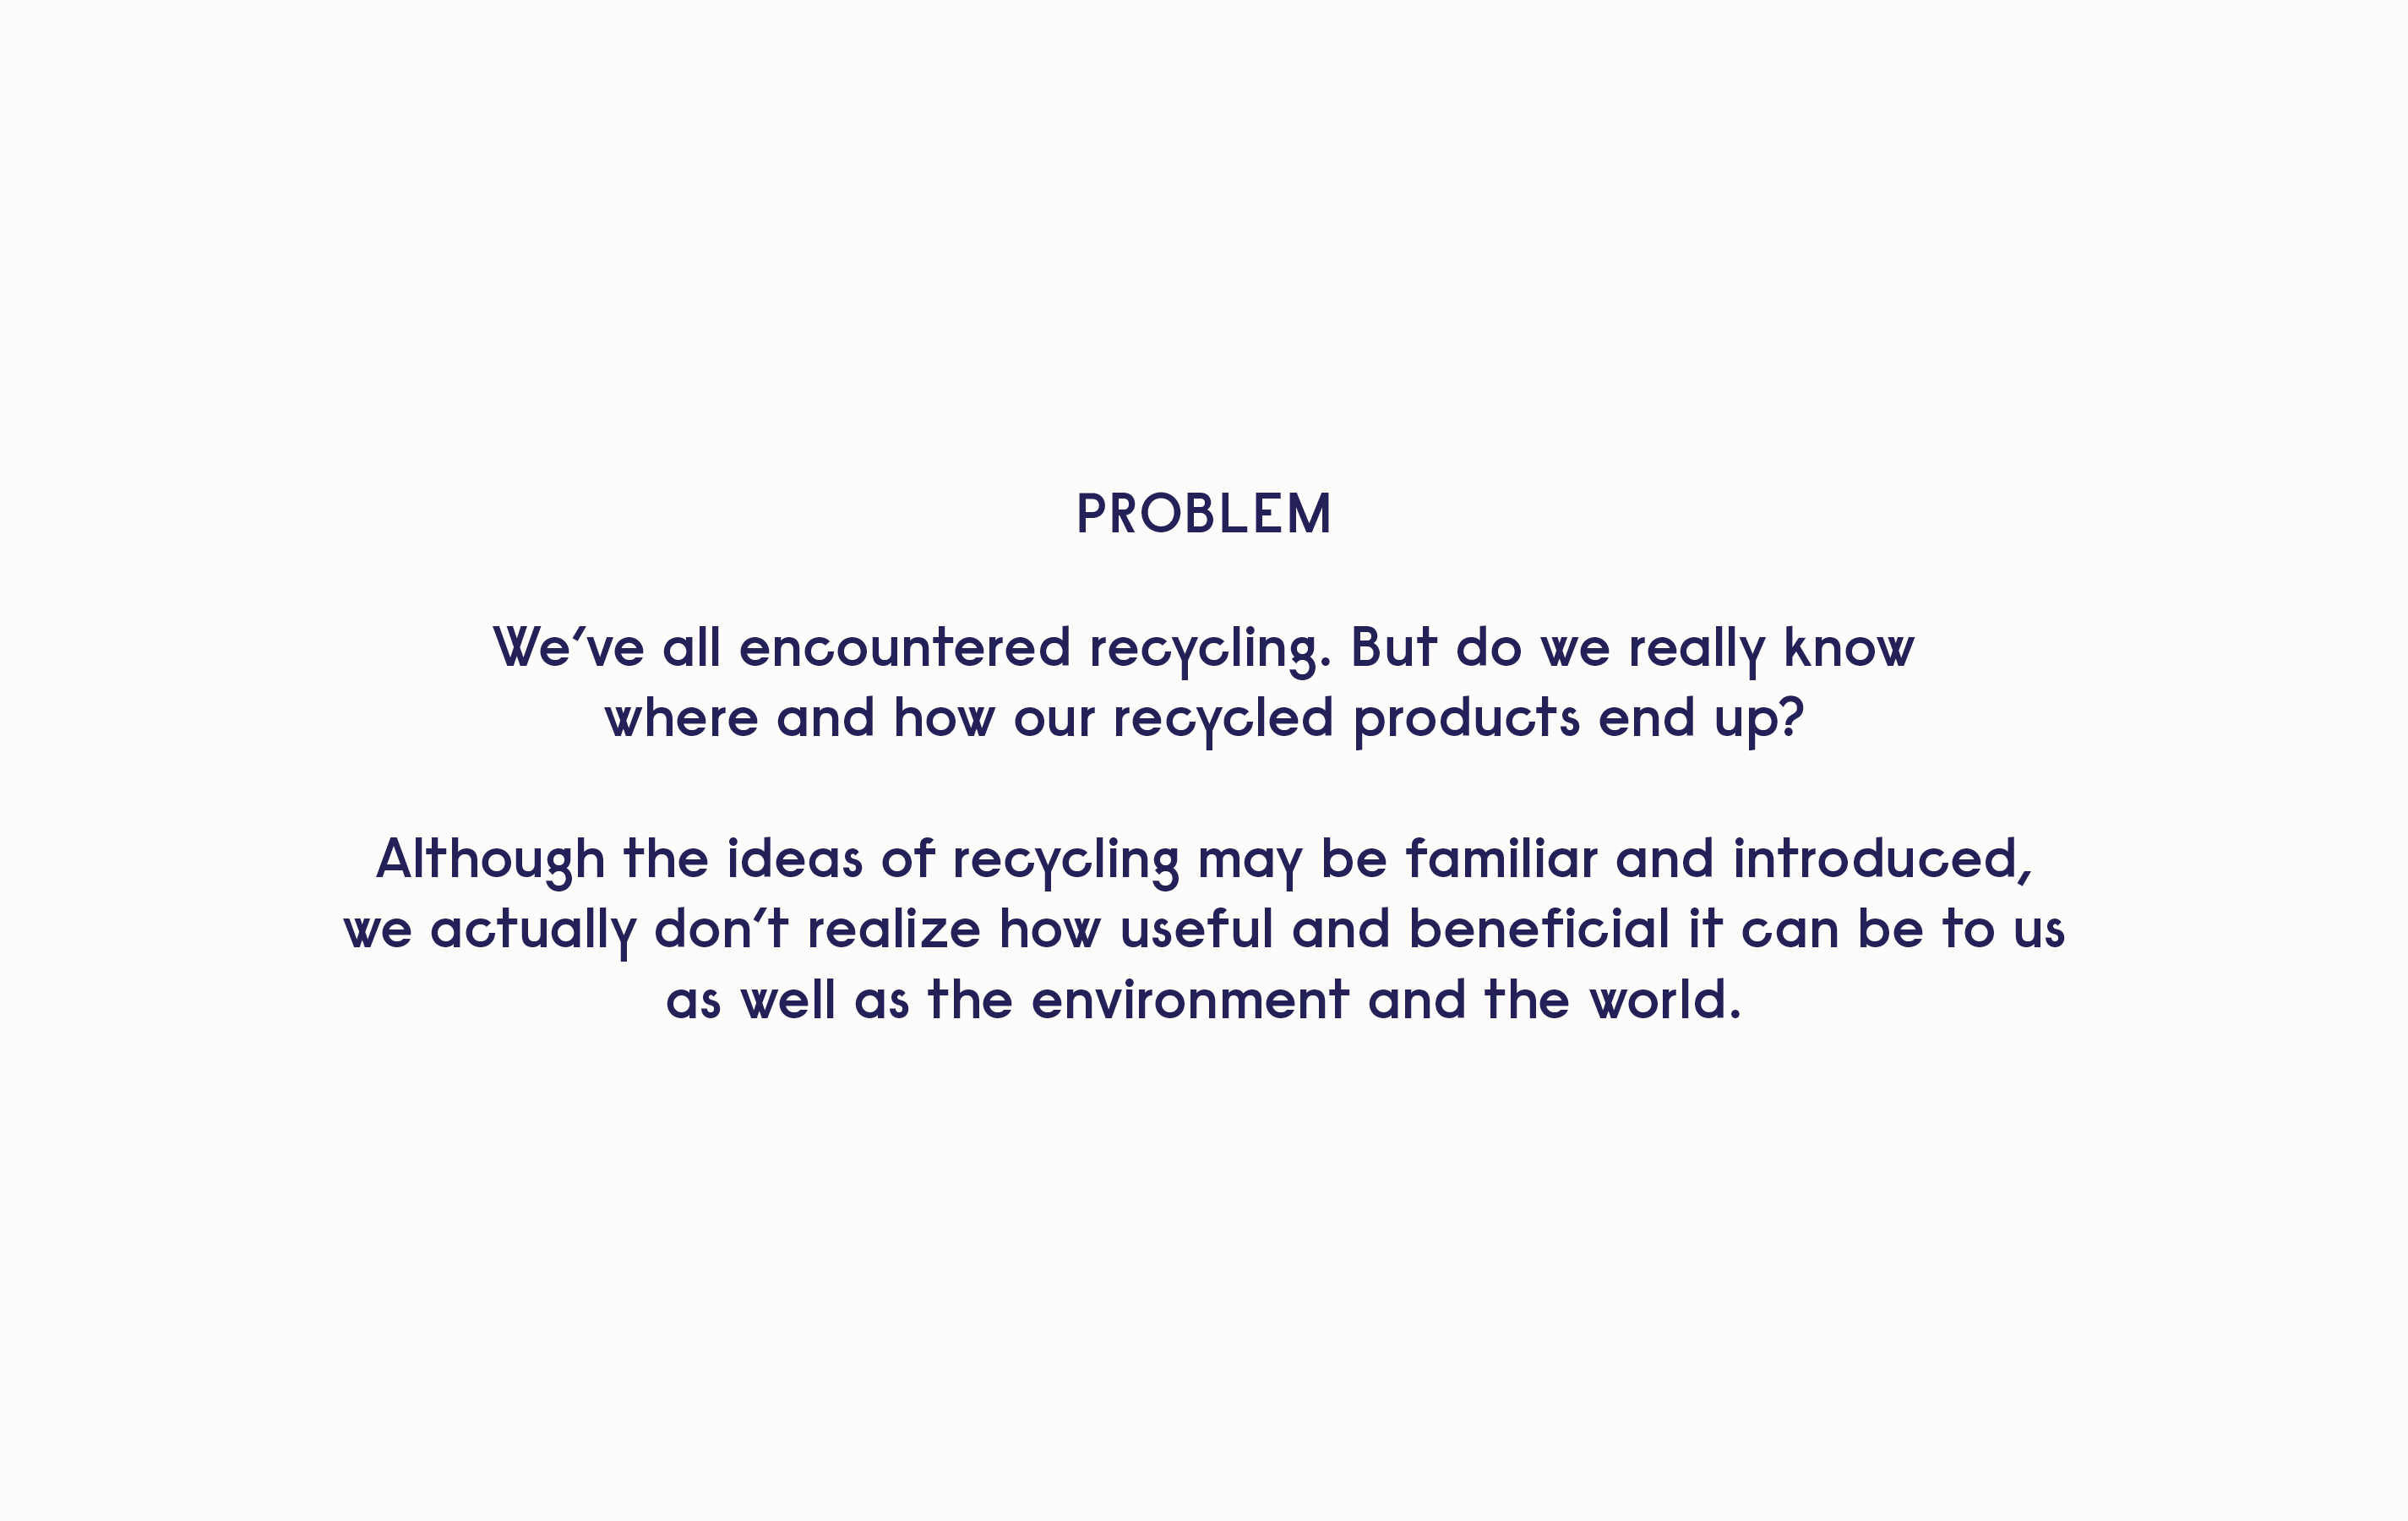 PROBLEM
We’ve all encountered recycling. But do we really know
where and how our recycled products end up?
Although the ideas of recycling may be familiar and introduced,
we actually don’t realize how useful and beneficial it can be to us
as well as the environment and the world.